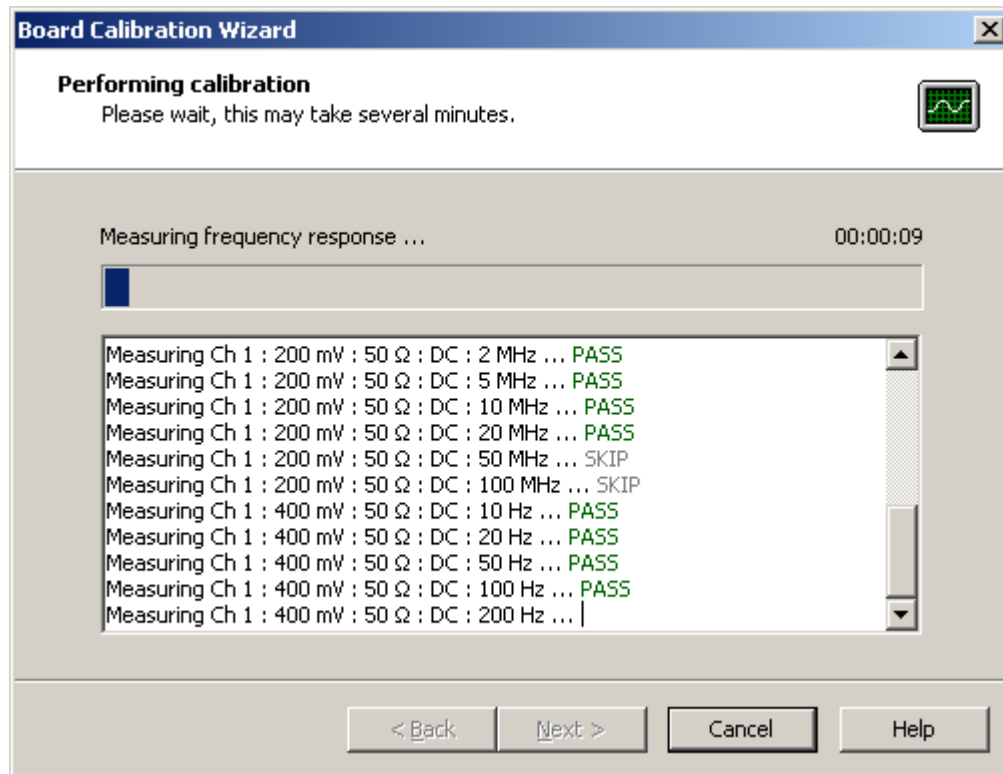 Board Calibration Wizard
Performing calibration
Please wait, this may take several minutes.
Measuring frequency response ... 00:00:09
Measuring Ch 1 : 200 mV : 50 Ω : DC : 2 MHz ... PASS
Measuring Ch 1 : 200 mV : 50 Ω : DC : 5 MHz ... PASS
Measuring Ch 1 : 200 mV : 50 Ω : DC : 10 MHz ... PASS
Measuring Ch 1 : 200 mV : 50 Ω : DC : 20 MHz ... PASS
Measuring Ch 1 : 200 mV : 50 Ω : DC : 50 MHz ... SKIP
Measuring Ch 1 : 200 mV : 50 Ω : DC : 100 MHz ... SKIP
Measuring Ch 1 : 400 mV : 50 Ω : DC : 10 Hz ... PASS
Measuring Ch 1 : 400 mV : 50 Ω : DC : 20 Hz ... PASS
Measuring Ch 1 : 400 mV : 50 Ω : DC : 50 Hz ... PASS
Measuring Ch 1 : 400 mV : 50 Ω : DC : 100 Hz ... PASS
Measuring Ch 1 : 400 mV : 50 Ω : DC : 200 Hz ...
< Back Next > Cancel Help